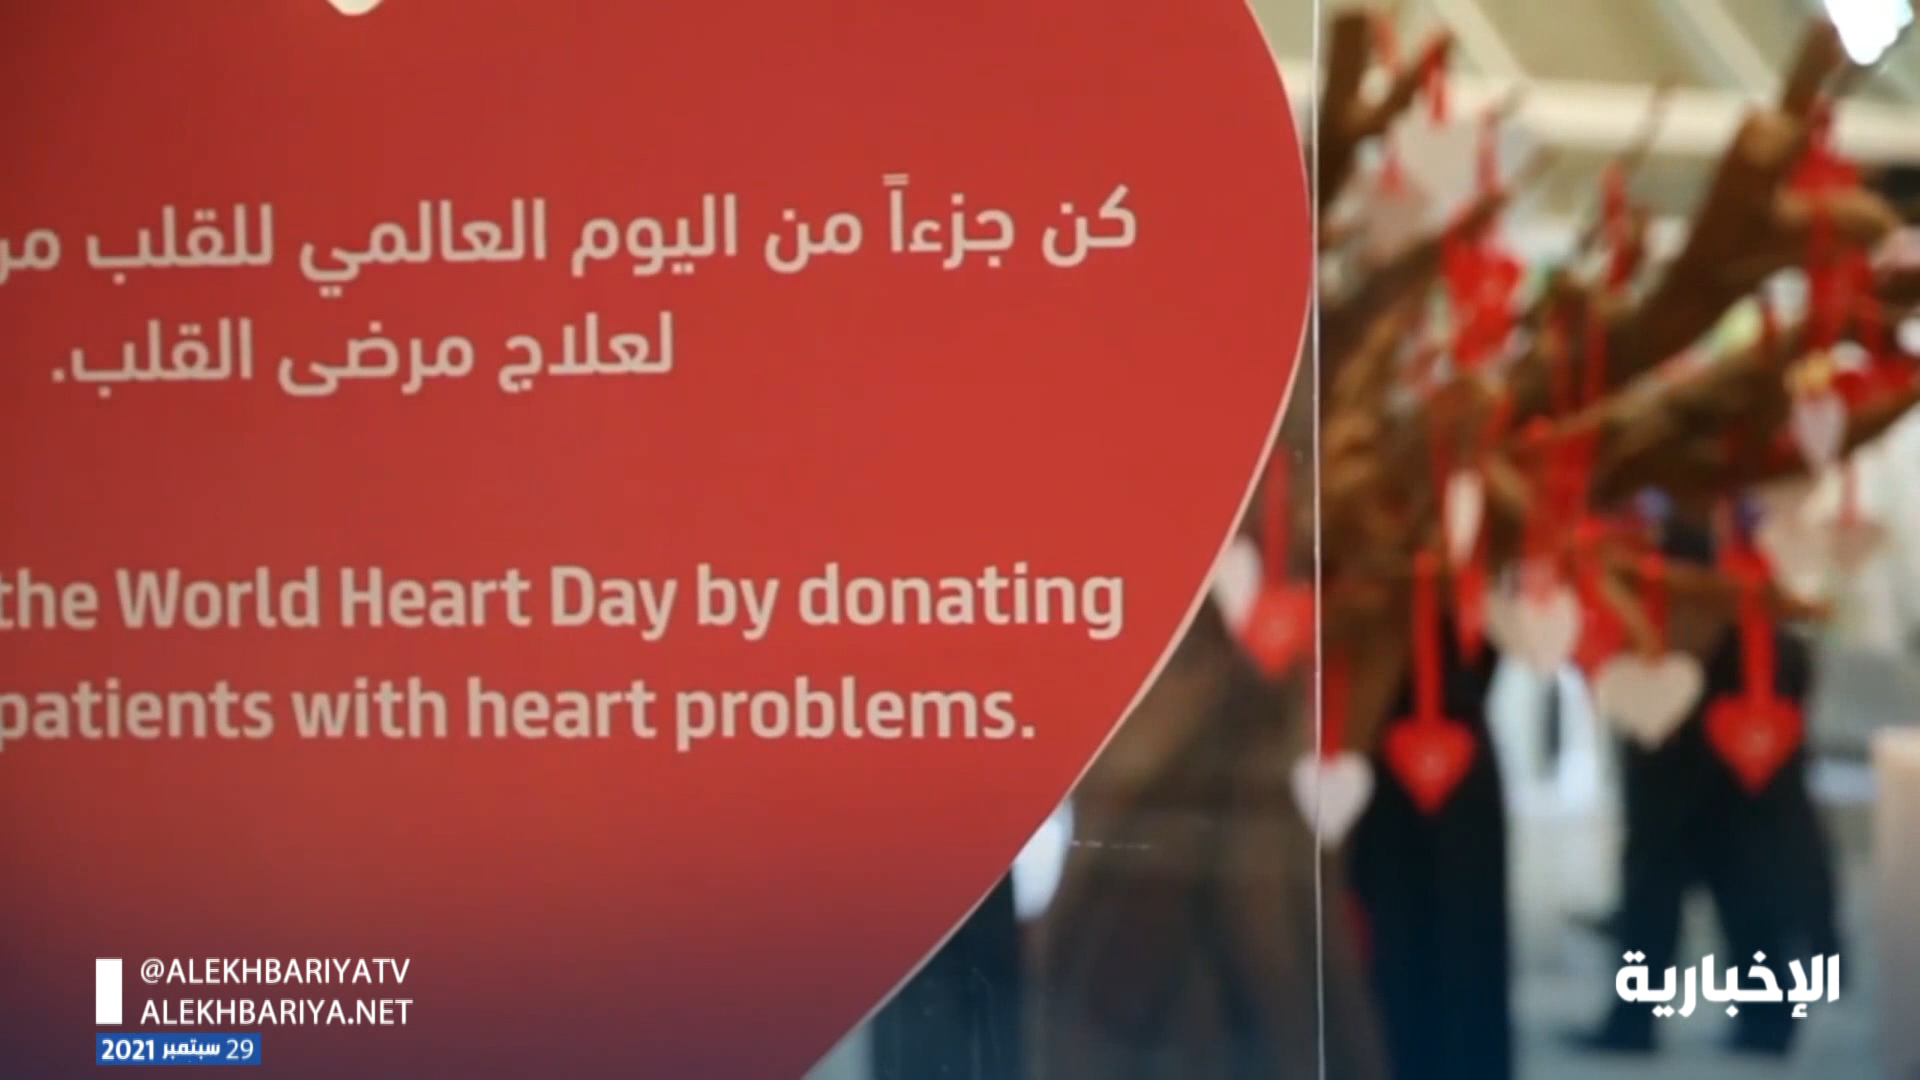 كن جزءاً من اليوم العالمي للقلب
لعلاج مرضى القلب.
the World Heart Day by donating
patients with heart problems.
@ALEKHBARIYATV
ALEKHBARIYA.NET
29 سبتمبر 2021
الإخبارية